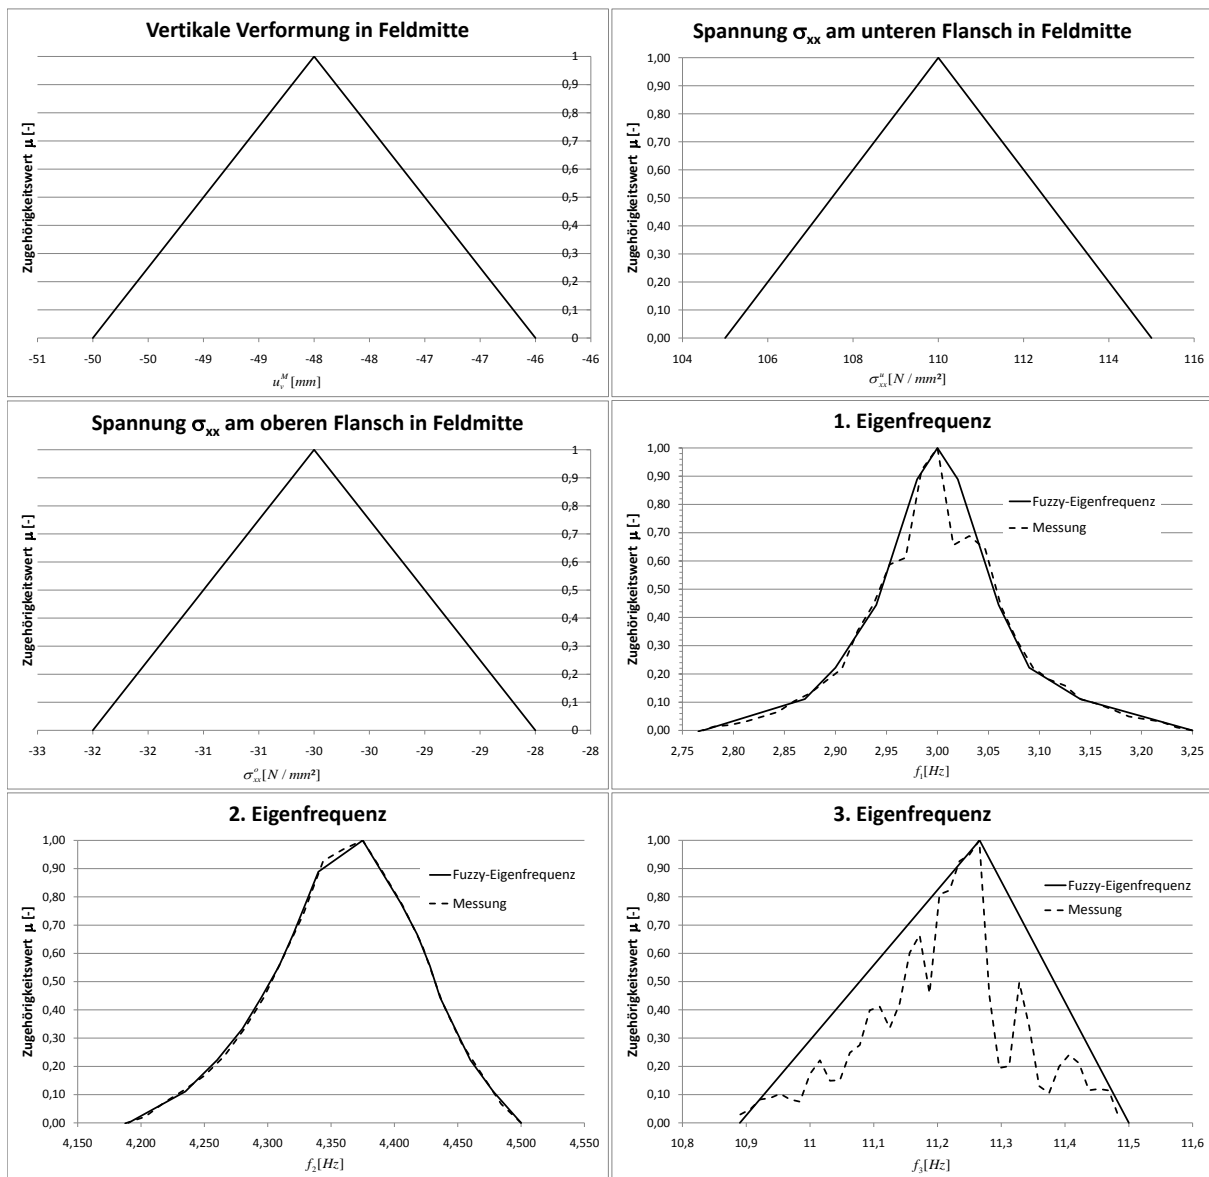 Vertikale Verformung in Feldmitte
Zugehörigkeitswert μ [-]
1
0,9
0,8
0,7
0,6
0,5
0,4
0,3
0,2
0,1
0
-51 -50 -50 -49 -49 -48 -48 -47 -47 -46 -46
u_v^M [mm]
Spannung σxx am unteren Flansch in Feldmitte
Zugehörigkeitswert μ [-]
1,00
0,90
0,80
0,70
0,60
0,50
0,40
0,30
0,20
0,10
0,00
104 106 108 110 112 114 116
σ_xx^u [N / mm²]
Spannung σxx am oberen Flansch in Feldmitte
Zugehörigkeitswert μ [-]
1
0,9
0,8
0,7
0,6
0,5
0,4
0,3
0,2
0,1
0
-33 -32 -31 -31 -30 -30 -29 -29 -28 -28
σ_xx^o [N / mm²]
1. Eigenfrequenz
Zugehörigkeitswert μ [-]
1,00
0,90
0,80
0,70
0,60
0,50
0,40
0,30
0,20
0,10
0,00
Fuzzy-Eigenfrequenz
Messung
2,75 2,80 2,85 2,90 2,95 3,00 3,05 3,10 3,15 3,20 3,25
f1 [Hz]
2. Eigenfrequenz
Zugehörigkeitswert μ [-]
1,00
0,90
0,80
0,70
0,60
0,50
0,40
0,30
0,20
0,10
0,00
Fuzzy-Eigenfrequenz
Messung
4,150 4,200 4,250 4,300 4,350 4,400 4,450 4,500 4,550
f2 [Hz]
3. Eigenfrequenz
Zugehörigkeitswert μ [-]
1,00
0,90
0,80
0,70
0,60
0,50
0,40
0,30
0,20
0,10
0,00
Fuzzy-Eigenfrequenz
Messung
10,8 10,9 11 11,1 11,2 11,3 11,4 11,5 11,6
f3 [Hz]